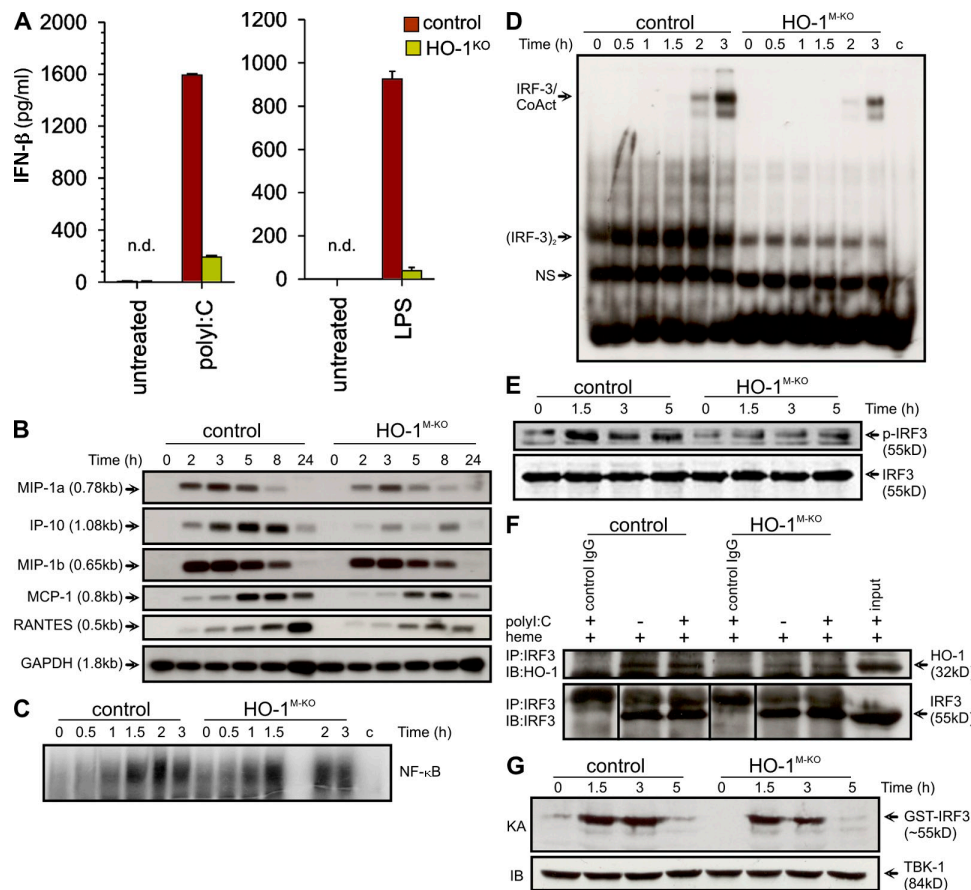 A
IFN-β (pg/ml)
2000
1600
1200
800
400
0
n.d.
untreated
polyI:C
1200
1000
800
600
400
200
0
n.d.
untreated
LPS
control
HO-1KO
B
control HO-1M-KO
Time (h) 0 2 3 5 8 24 0 2 3 5 8 24
MIP-1a (0.78kb)
IP-10 (1.08kb)
MIP-1b (0.65kb)
MCP-1 (0.8kb)
RANTES (0.5kb)
GAPDH (1.8kb)
C
control HO-1M-KO
0 0.5 1 1.5 2 3 0 0.5 1 1.5 2 3 c Time (h)
NF-κB
D
control HO-1M-KO
Time (h) 0 0.5 1 1.5 2 3 0 0.5 1 1.5 2 3 c
IRF-3/
CoAct
(IRF-3)2
NS
E
control HO-1M-KO
0 1.5 3 5 0 1.5 3 5 Time (h)
p-IRF3
(55kD)
IRF3
(55kD)
F
control HO-1M-KO
control IgG control IgG input
polyI:C + - + + - + +
heme + + + + + + +
IP:IRF3
IB:HO-1
HO-1
(32kD)
IP:IRF3
IB:IRF3
IRF3
(55kD)
G
control HO-1M-KO
0 1.5 3 5 0 1.5 3 5 Time (h)
KA
GST-IRF3
(~55kD)
IB
TBK-1
(84kD)